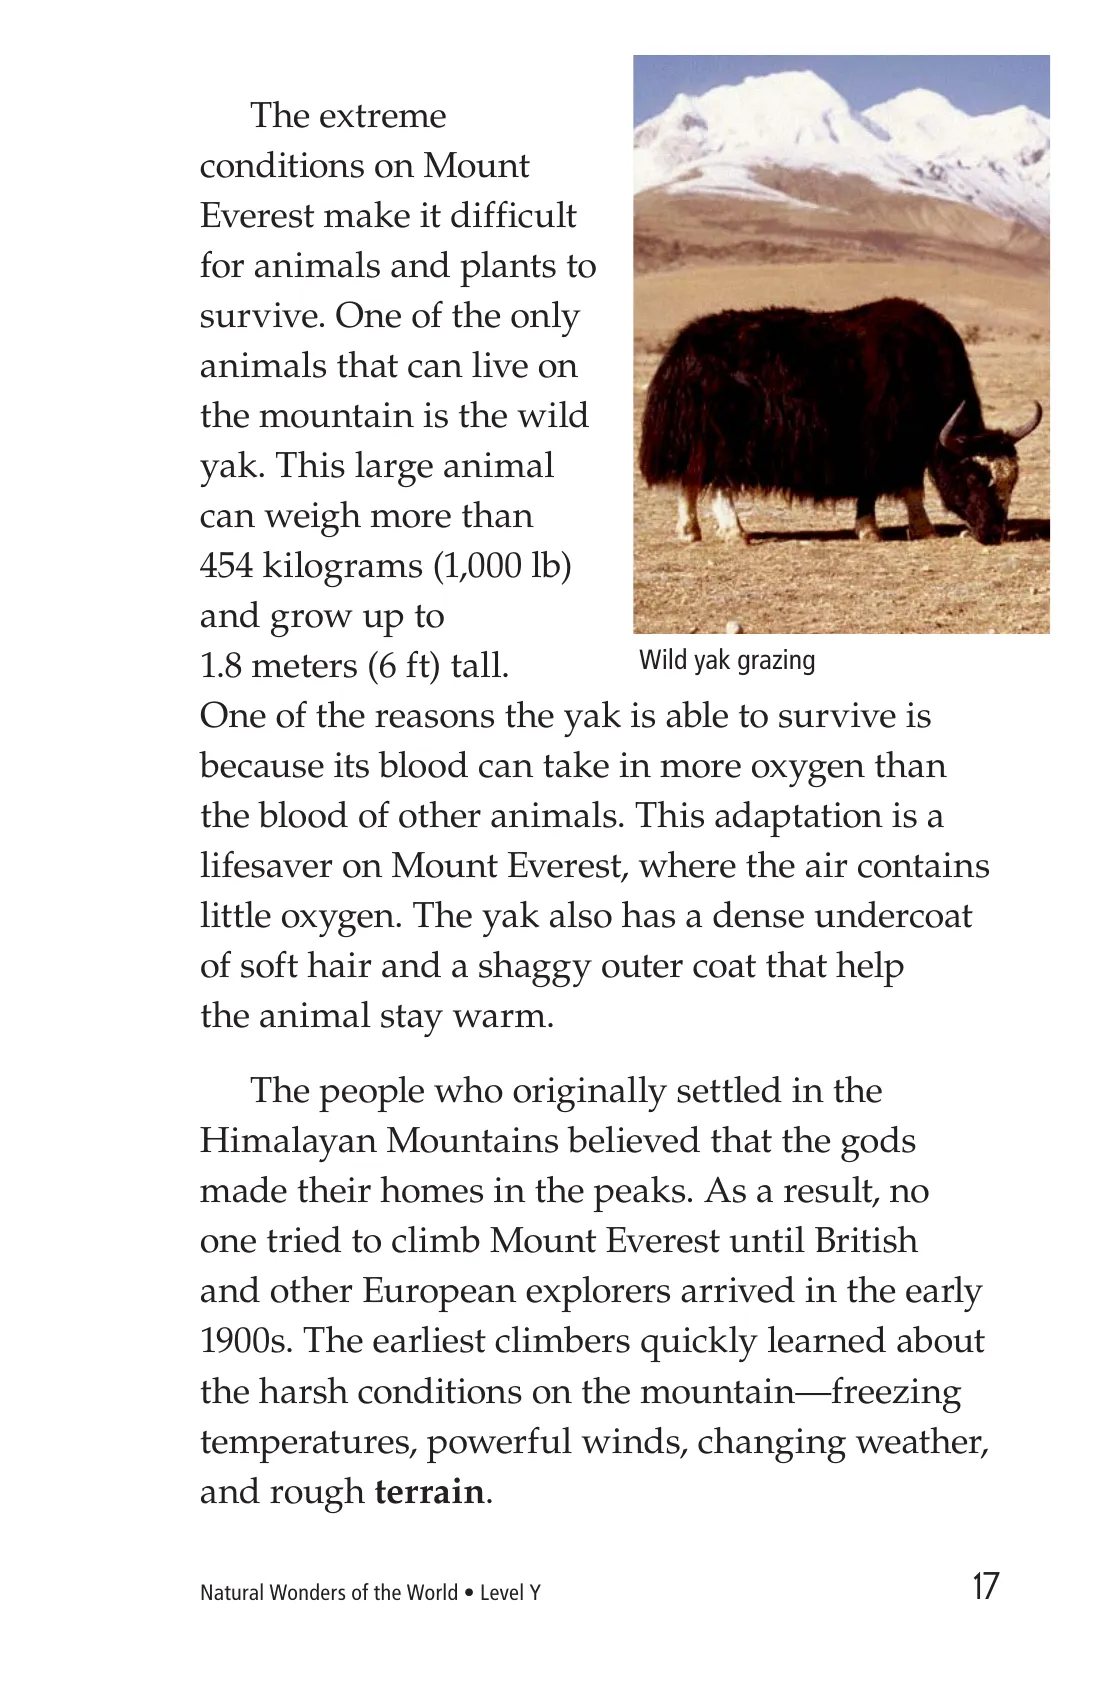 The extreme
conditions on Mount
Everest make it difficult
for animals and plants to
survive. One of the only
animals that can live on
the mountain is the wild
yak. This large animal
can weigh more than
454 kilograms (1,000 lb)
and grow up to
1.8 meters (6 ft) tall.
Wild yak grazing
One of the reasons the yak is able to survive is
because its blood can take in more oxygen than
the blood of other animals. This adaptation is a
lifesaver on Mount Everest, where the air contains
little oxygen. The yak also has a dense undercoat
of soft hair and a shaggy outer coat that help
the animal stay warm.
The people who originally settled in the
Himalayan Mountains believed that the gods
made their homes in the peaks. As a result, no
one tried to climb Mount Everest until British
and other European explorers arrived in the early
1900s. The earliest climbers quickly learned about
the harsh conditions on the mountain—freezing
temperatures, powerful winds, changing weather,
and rough terrain.
Natural Wonders of the World • Level Y
17